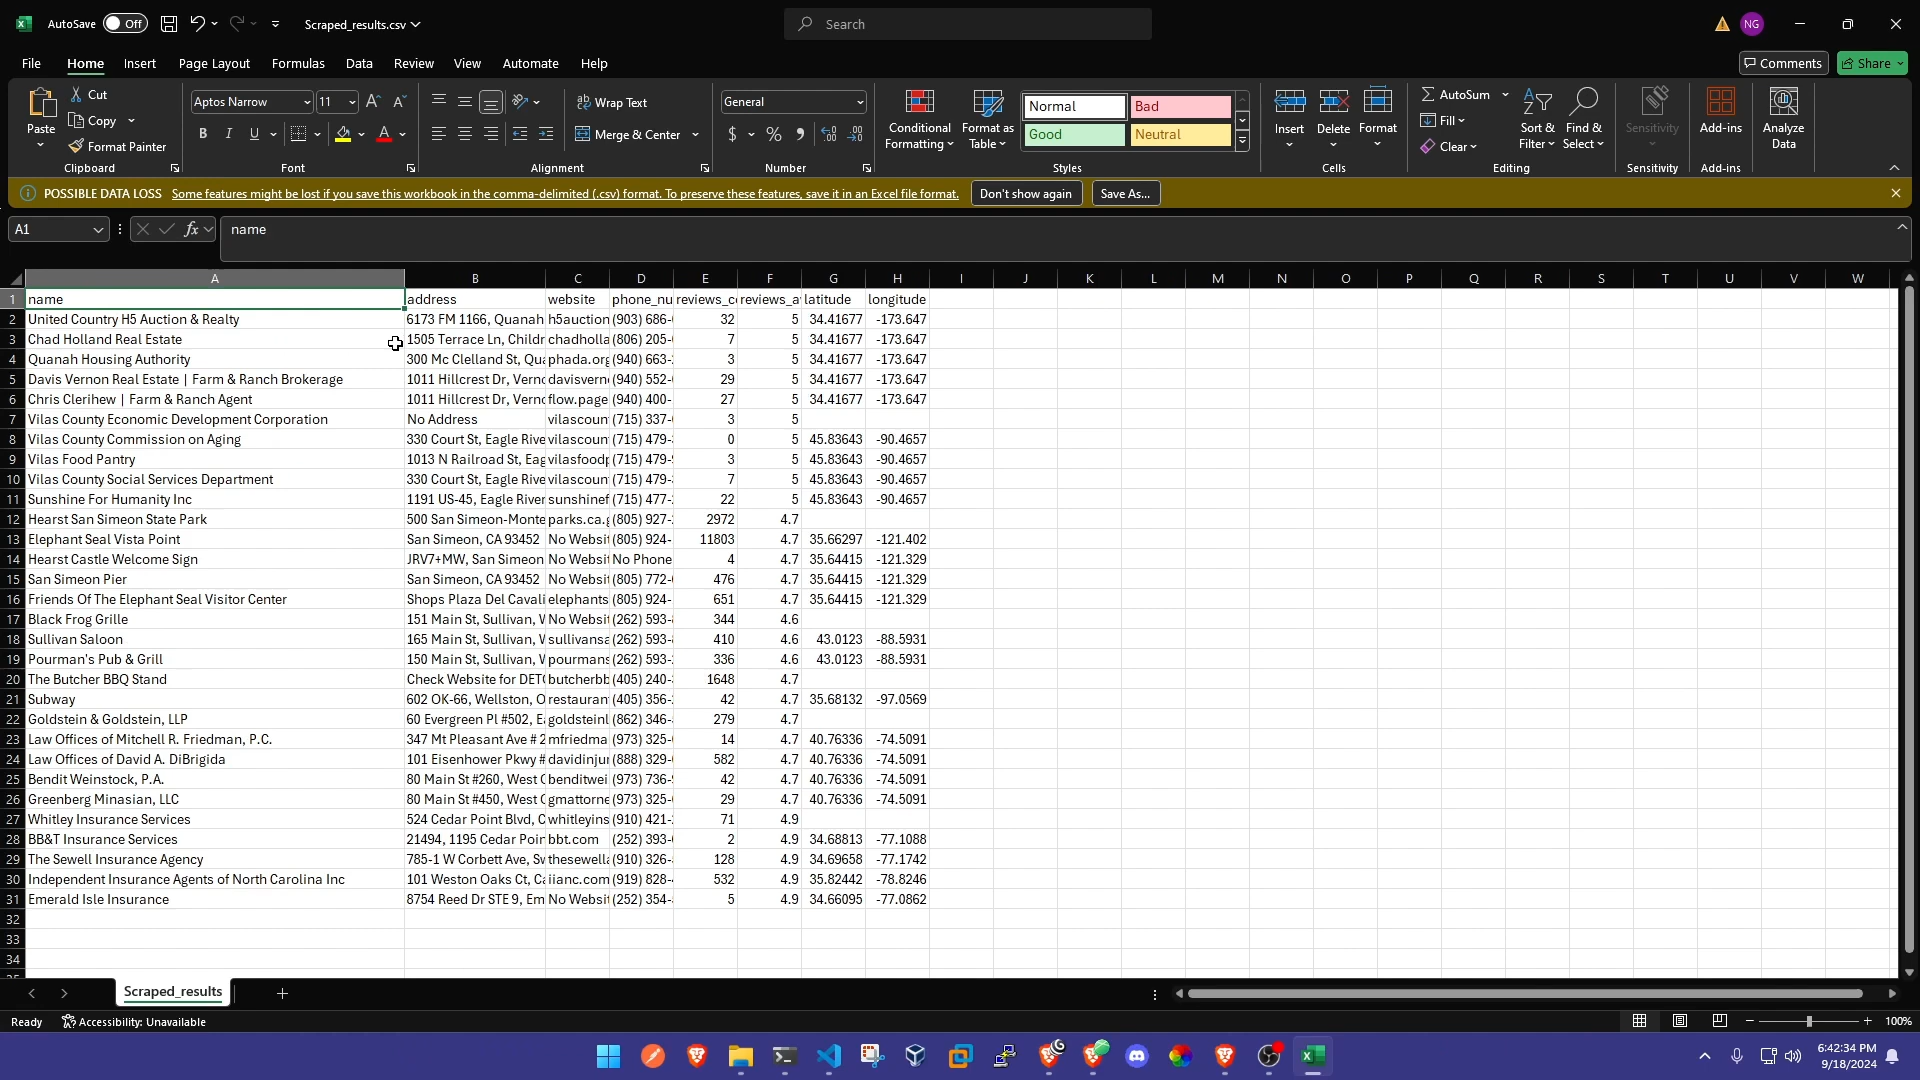 AutoSave Off Scraped_results.csv Search NG
File Home Insert Page Layout Formulas Data Review View Automate Help Comments Share
Paste Cut Copy Format Painter Clipboard
Aptos Narrow 11 B I U Font
Wrap Text Merge & Center Alignment
General $ % Number
Conditional Formatting Format as Table Normal Bad Good Neutral Styles
Insert Delete Format Cells
AutoSum Fill Clear Sort & Filter Find & Select Editing
Sensitivity Sensitivity
Add-ins Add-ins
Analyze Data
POSSIBLE DATA LOSS Some features might be lost if you save this workbook in the comma-delimited (.csv) format. To preserve these features, save it in an Excel file format. Don't show again Save As...
A1 fx name
A B C D E F G H I J K L M N O P Q R S T U V W
1 name address website phone_nu reviews_co reviews_a latitude longitude
2 United Country H5 Auction & Realty 6173 FM 1166, Quanah h5auction (903) 686- 32 5 34.41677 -173.647
3 Chad Holland Real Estate 1505 Terrace Ln, Childr chadholla (806) 205- 7 5 34.41677 -173.647
4 Quanah Housing Authority 300 Mc Clelland St, Qua phada.org (940) 663- 3 5 34.41677 -173.647
5 Davis Vernon Real Estate | Farm & Ranch Brokerage 1011 Hillcrest Dr, Verno davisvern (940) 552- 29 5 34.41677 -173.647
6 Chris Clerihew | Farm & Ranch Agent 1011 Hillcrest Dr, Verno flow.page (940) 400- 27 5 34.41677 -173.647
7 Vilas County Economic Development Corporation No Address vilascoun (715) 337- 3 5
8 Vilas County Commission on Aging 330 Court St, Eagle Rive vilascoun (715) 479- 0 5 45.83643 -90.4657
9 Vilas Food Pantry 1013 N Railroad St, Eag vilasfoodp (715) 479- 3 5 45.83643 -90.4657
10 Vilas County Social Services Department 330 Court St, Eagle Rive vilascoun (715) 479- 7 5 45.83643 -90.4657
11 Sunshine For Humanity Inc 1191 US-45, Eagle River sunshinef (715) 477- 22 5 45.83643 -90.4657
12 Hearst San Simeon State Park 500 San Simeon-Monte parks.ca.g (805) 927- 2972 4.7
13 Elephant Seal Vista Point San Simeon, CA 93452 No Websit (805) 924- 11803 4.7 35.66297 -121.402
14 Hearst Castle Welcome Sign JRV7+MW, San Simeon No Websit No Phone 4 4.7 35.64415 -121.329
15 San Simeon Pier San Simeon, CA 93452 No Websit (805) 772- 476 4.7 35.64415 -121.329
16 Friends Of The Elephant Seal Visitor Center Shops Plaza Del Cavali elephants (805) 924- 651 4.7 35.64415 -121.329
17 Black Frog Grille 151 Main St, Sullivan, W No Websit (262) 593- 344 4.6
18 Sullivan Saloon 165 Main St, Sullivan, W sullivansa (262) 593- 410 4.6 43.0123 -88.5931
19 Pourman's Pub & Grill 150 Main St, Sullivan, W pourmans (262) 593- 336 4.6 43.0123 -88.5931
20 The Butcher BBQ Stand Check Website for DET butcherbb (405) 240- 1648 4.7
21 Subway 602 OK-66, Wellston, O restauran (405) 356- 42 4.7 35.68132 -97.0569
22 Goldstein & Goldstein, LLP 60 Evergreen Pl #502, Ea goldsteinl (862) 346- 279 4.7
23 Law Offices of Mitchell R. Friedman, P.C. 347 Mt Pleasant Ave # 2 mfriedma (973) 325- 14 4.7 40.76336 -74.5091
24 Law Offices of David A. DiBrigida 101 Eisenhower Pkwy # davidinjur (888) 329- 582 4.7 40.76336 -74.5091
25 Bendit Weinstock, P.A. 80 Main St #260, West O benditwei (973) 736- 42 4.7 40.76336 -74.5091
26 Greenberg Minasian, LLC 80 Main St #450, West O gmattorne (973) 325- 29 4.7 40.76336 -74.5091
27 Whitley Insurance Services 524 Cedar Point Blvd, C whitleyins (910) 421- 71 4.9
28 BB&T Insurance Services 21494, 1195 Cedar Poin bbt.com (252) 393- 2 4.9 34.68813 -77.1088
29 The Sewell Insurance Agency 785-1 W Corbett Ave, Sw thesewella (910) 326- 128 4.9 34.69658 -77.1742
30 Independent Insurance Agents of North Carolina Inc 101 Weston Oaks Ct, Ca iianc.com (919) 828- 532 4.9 35.82442 -78.8246
31 Emerald Isle Insurance 8754 Reed Dr STE 9, Em No Websit (252) 354- 5 4.9 34.66095 -77.0862
32
33
34
Scraped_results
Ready Accessibility: Unavailable 100%
6:42:34 PM
9/18/2024